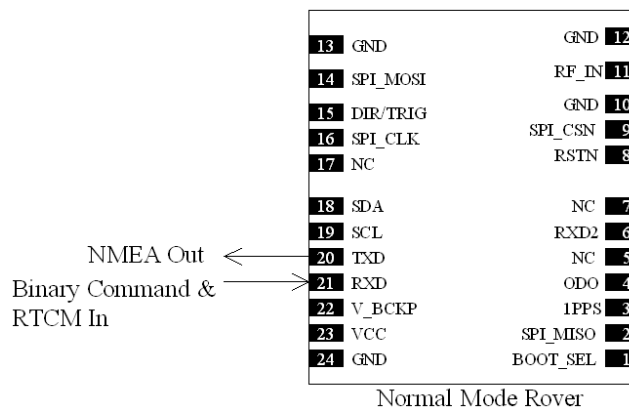 13 GND
GND 12
14 SPI_MOSI
RF_IN 11
15 DIR/TRIG
GND 10
16 SPI_CLK
SPI_CSN 9
17 NC
RSTN 8
18 SDA
NC 7
19 SCL
RXD2 6
NMEA Out
20 TXD
NC 5
Binary Command &
RTCM In
21 RXD
ODO 4
22 V_BCKP
1PPS 3
23 VCC
SPI_MISO 2
24 GND
BOOT_SEL 1
Normal Mode Rover